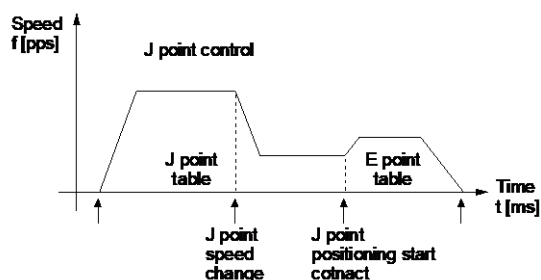 Speed
f [pps]
J point control
J point
table
E point
table
Time
t [ms]
J point
speed
change
J point
positioning start
cotnact